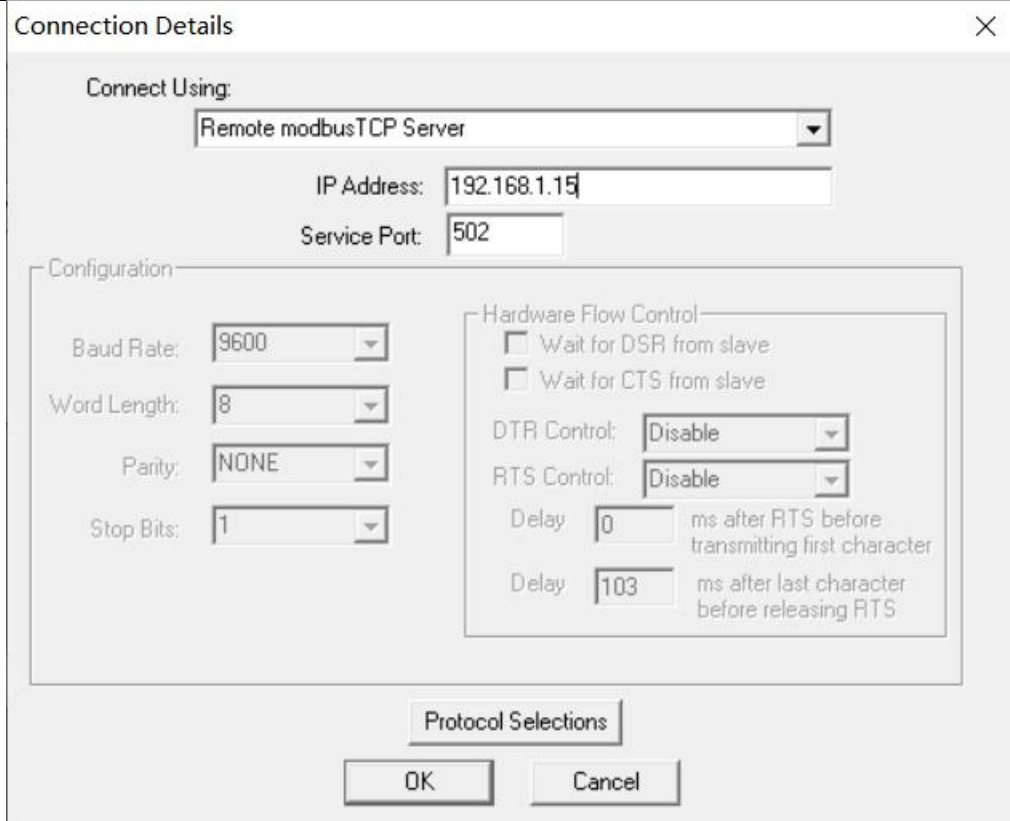 Connection Details
Connect Using:
Remote modbusTCP Server
IP Address: 192.168.1.15
Service Port: 502
Configuration
Baud Rate: 9600
Word Length: 8
Parity: NONE
Stop Bits: 1
Hardware Flow Control
Wait for DSR from slave
Wait for CTS from slave
DTR Control: Disable
RTS Control: Disable
Delay 0 ms after RTS before
transmitting first character
Delay 103 ms after last character
before releasing RTS
Protocol Selections
OK Cancel